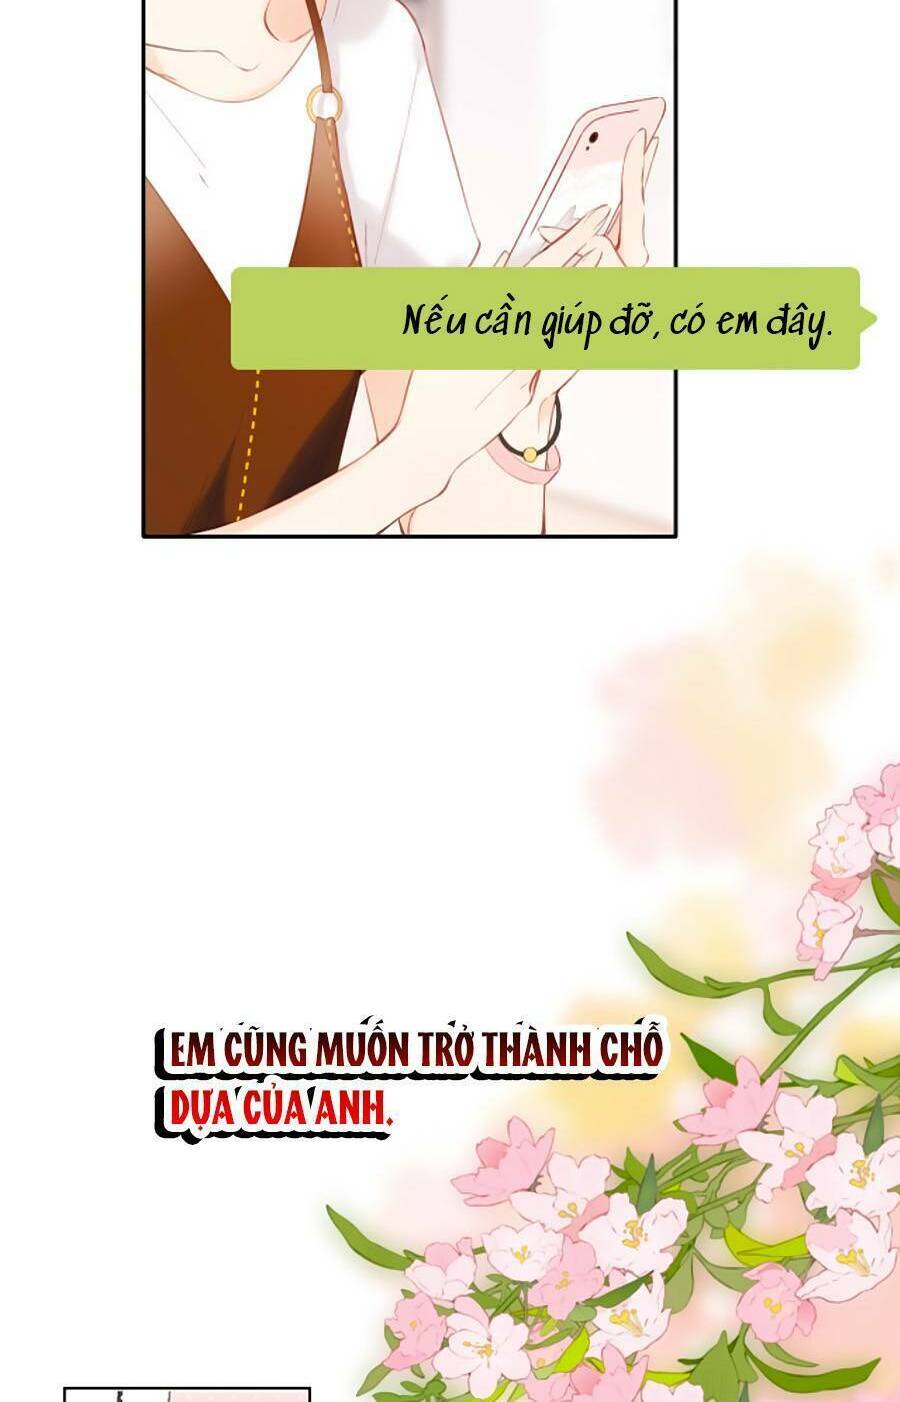 Nếu cần giúp đỡ, có em đây.
EM CŨNG MUỐN TRỞ THÀNH CHỖ
DỰA CỦA ANH.